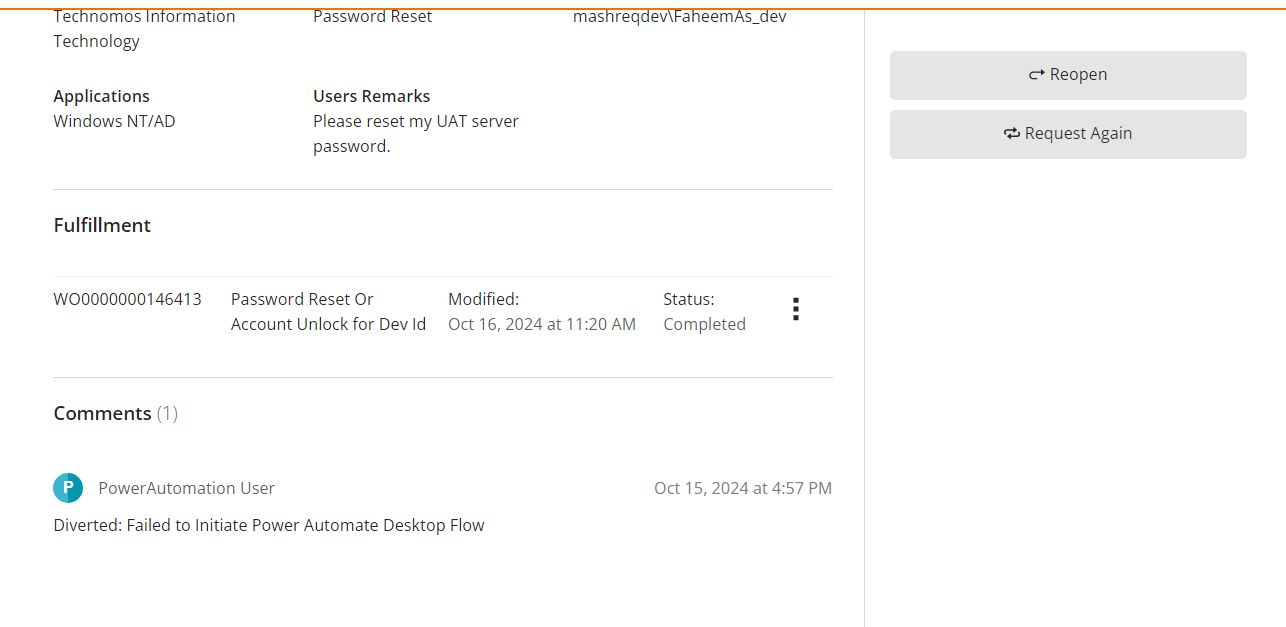 Technomos Information
Technology
Password Reset
mashreqdev\FaheemAs_dev
Applications
Windows NT/AD
Users Remarks
Please reset my UAT server
password.
Fulfillment
WO0000000146413
Password Reset Or
Account Unlock for Dev Id
Modified:
Oct 16, 2024 at 11:20 AM
Status:
Completed
Comments (1)
P
PowerAutomation User
Oct 15, 2024 at 4:57 PM
Diverted: Failed to Initiate Power Automate Desktop Flow
Reopen
Request Again